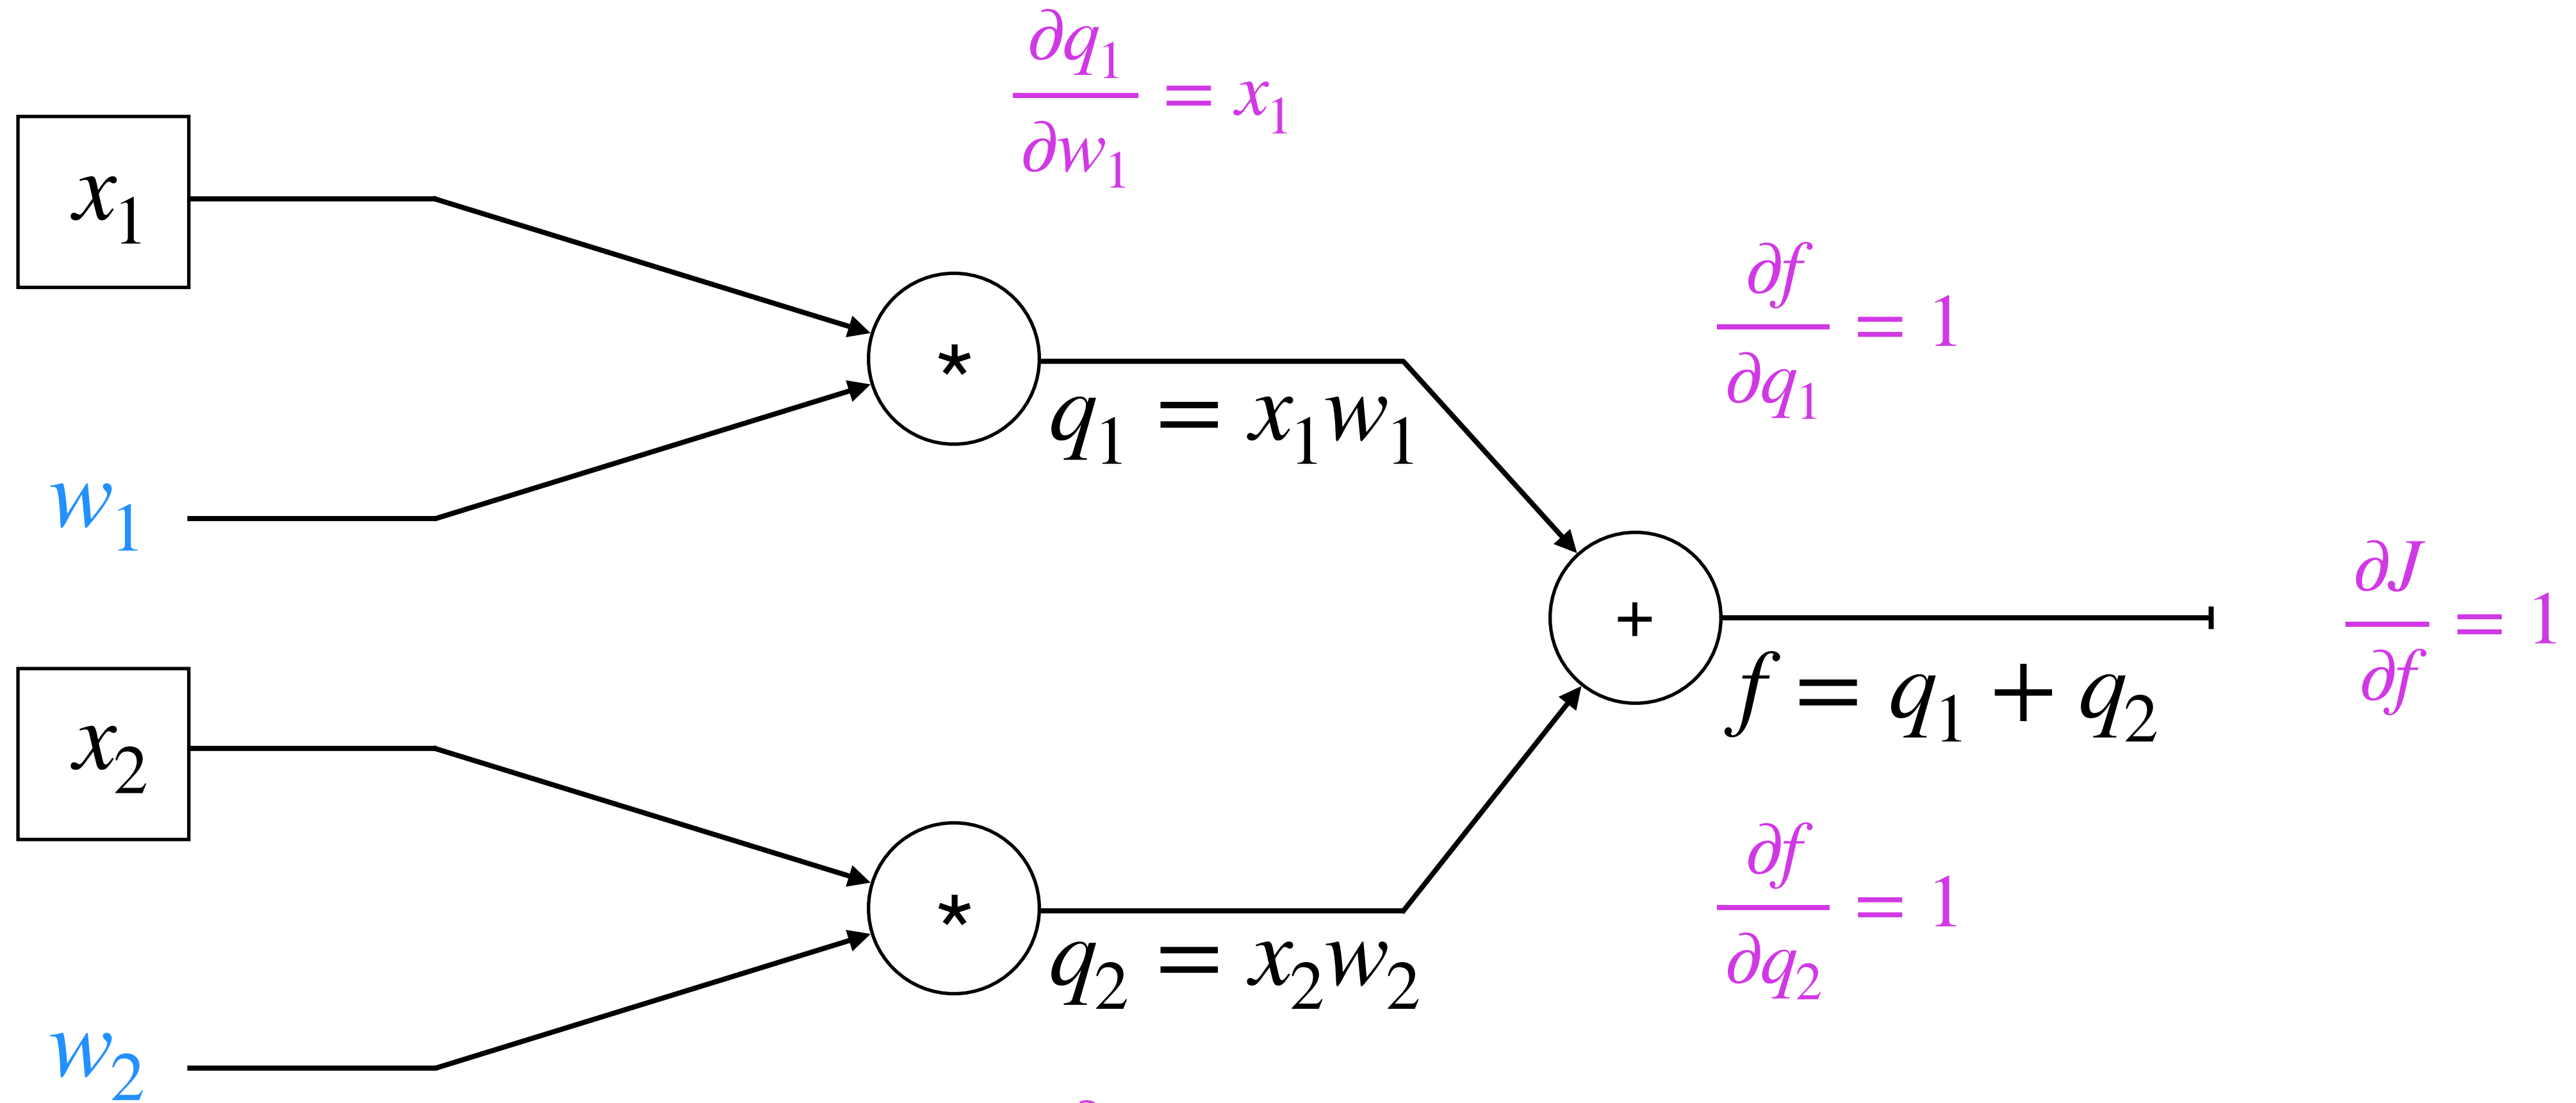 ∂q₁/∂w₁ = x₁
x₁
∂f/∂q₁ = 1
*
q₁ = x₁w₁
w₁
∂J/∂f = 1
+
f = q₁ + q₂
x₂
∂f/∂q₂ = 1
*
q₂ = x₂w₂
w₂